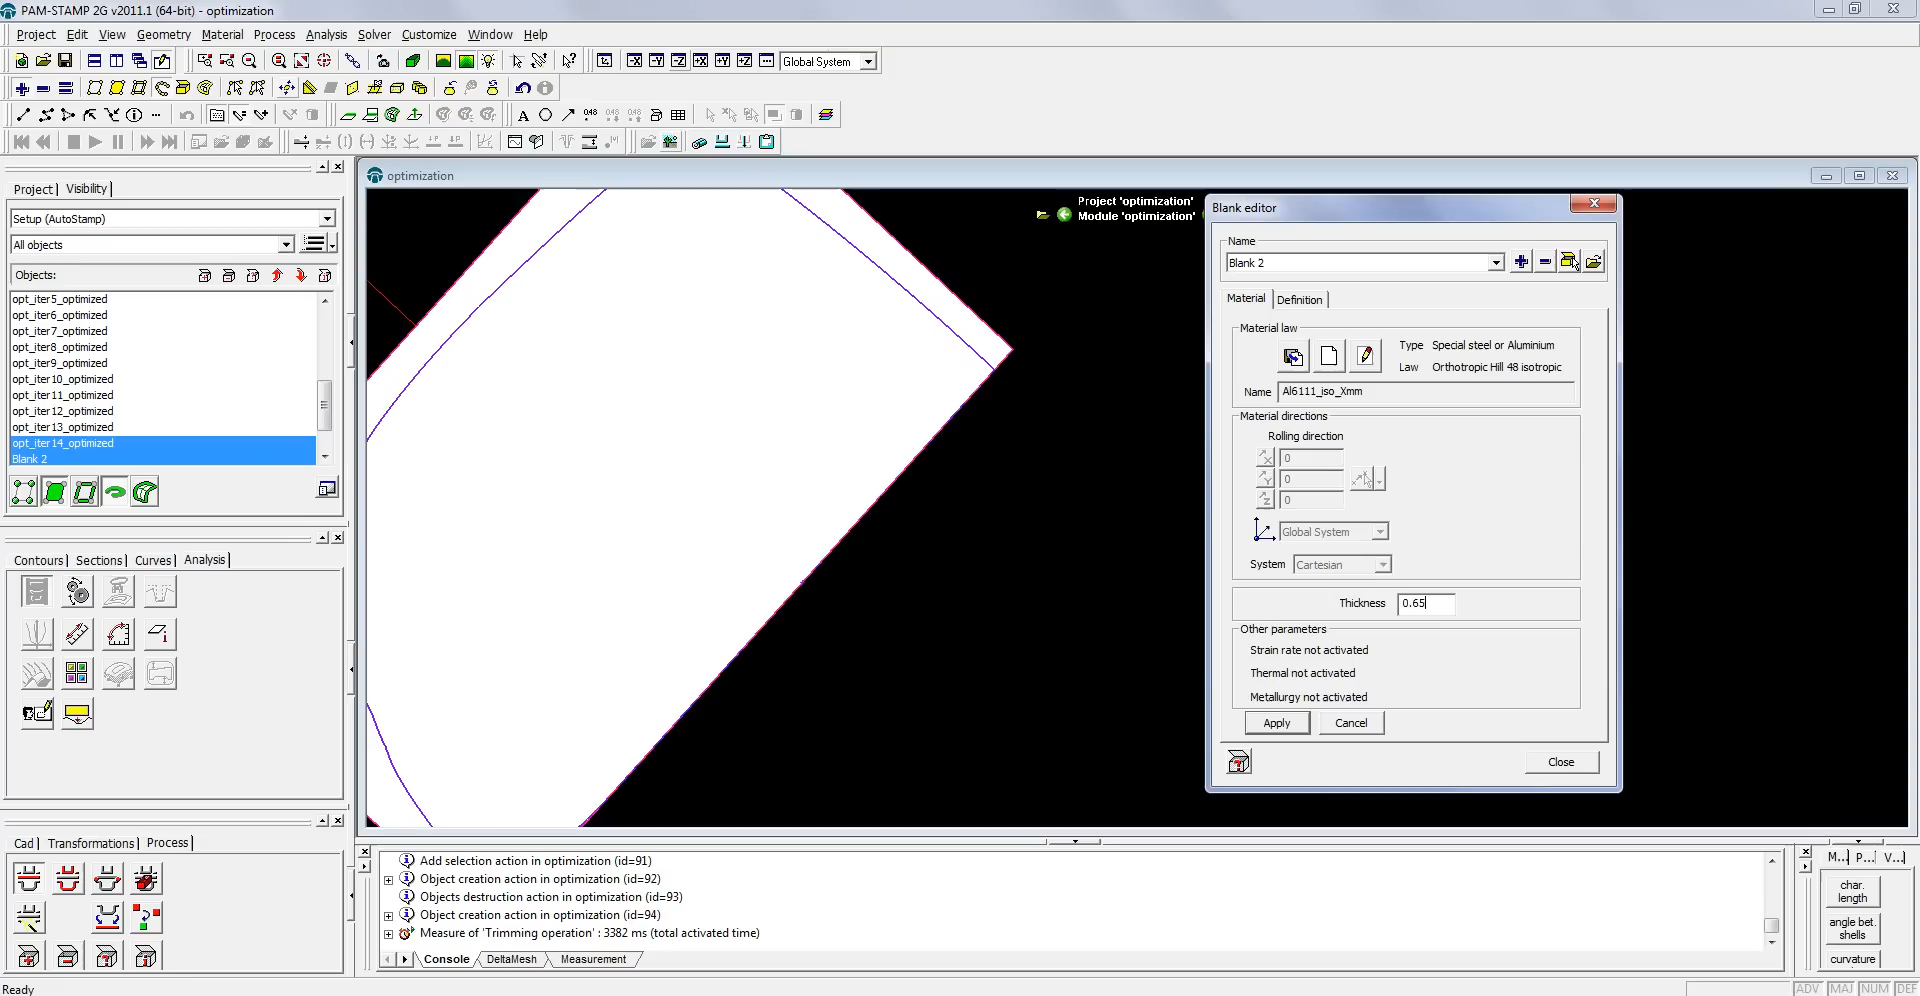 PAM-STAMP 2G v2011.1 (64-bit) - optimization
Project Edit View Geometry Material Process Analysis Solver Customize Window Help
Global System
Project Visibility
Setup (AutoStamp)
All objects
Objects:
opt_iter5_optimized
opt_iter6_optimized
opt_iter7_optimized
opt_iter8_optimized
opt_iter9_optimized
opt_iter10_optimized
opt_iter11_optimized
opt_iter12_optimized
opt_iter13_optimized
opt_iter14_optimized
Blank 2
Contours Sections Curves Analysis
Cad Transformations Process
optimization
Project 'optimization'
Module 'optimization'
Blank editor
Name
Blank 2
Material Definition
Material law
Type Special steel or Aluminium
Law Orthotropic Hill 48 isotropic
Name Al6111_iso_Xmm
Material directions
Rolling direction
X 0
Y 0
Z 0
Global System
System Cartesian
Thickness 0.65
Other parameters
Strain rate not activated
Thermal not activated
Metallurgy not activated
Apply Cancel
Close
Add selection action in optimization (id=91)
Object creation action in optimization (id=92)
Objects destruction action in optimization (id=93)
Object creation action in optimization (id=94)
Measure of 'Trimming operation' : 3382 ms (total activated time)
Console DeltaMesh Measurement
M... P... V...
char.
length
angle bet.
shells
curvature
Ready
ADV MAJ NUM DEF